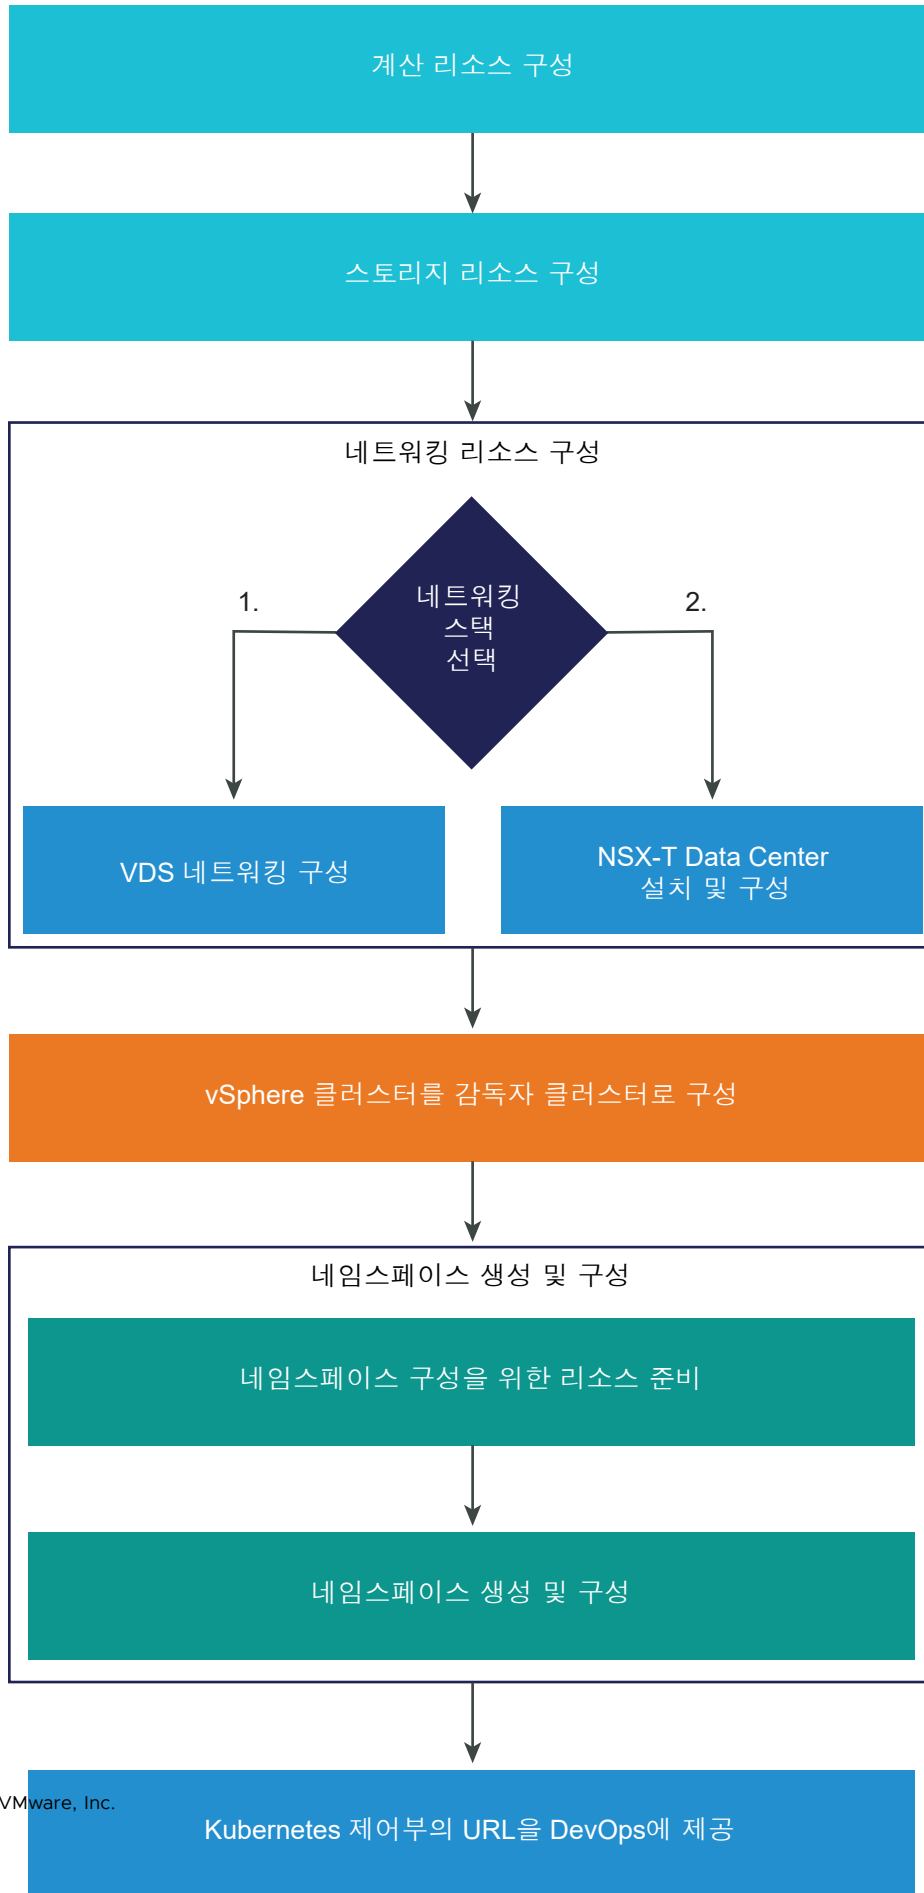 계산 리소스 구성
스토리지 리소스 구성
네트워킹 리소스 구성
네트워킹
스택
선택
1.
2.
VDS 네트워킹 구성
NSX-T Data Center
설치 및 구성
vSphere 클러스터를 감독자 클러스터로 구성
네임스페이스 생성 및 구성
네임스페이스 구성을 위한 리소스 준비
네임스페이스 생성 및 구성
VMware, Inc.
Kubernetes 제어부의 URL을 DevOps에 제공